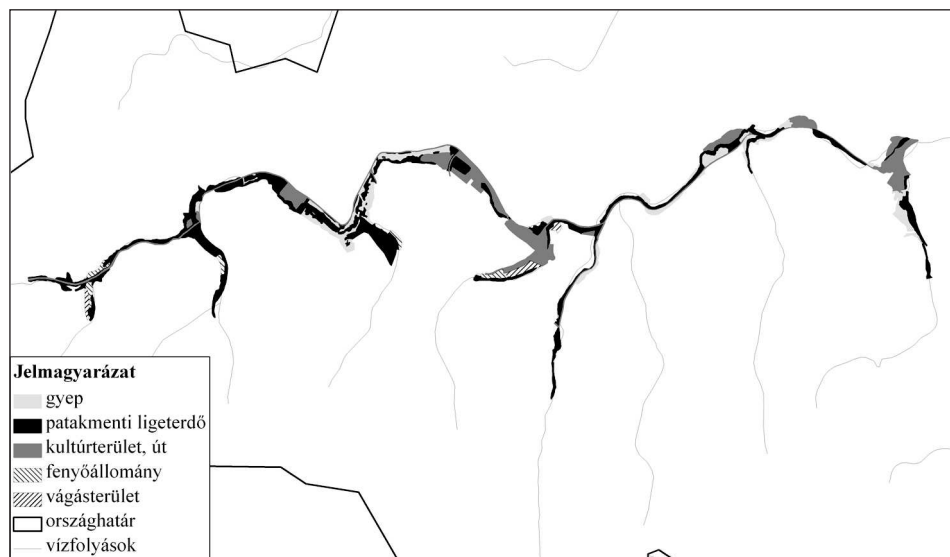 Jelmagyarázat
gyep
patakmenti ligeterdő
kultúrterület, út
fenyőállomány
vágásterület
országhatár
vízfolyások